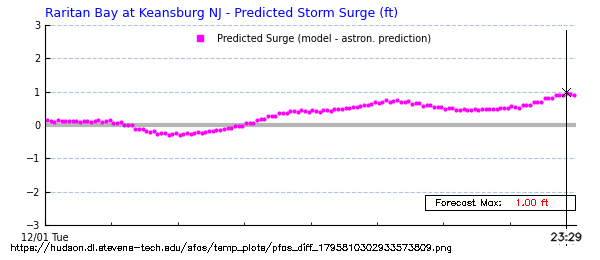 Raritan Bay at Keansburg NJ - Predicted Storm Surge (ft)
3
Predicted Surge (model - astron. prediction)
2
1
0
−1
−2
Forecast Max: 1.00 ft
−3
12/01 Tue 23:29
https://hudson.dl.stevens-tech.edu/sfas/temp_plots/pfas_diff_1795810302933573809.png